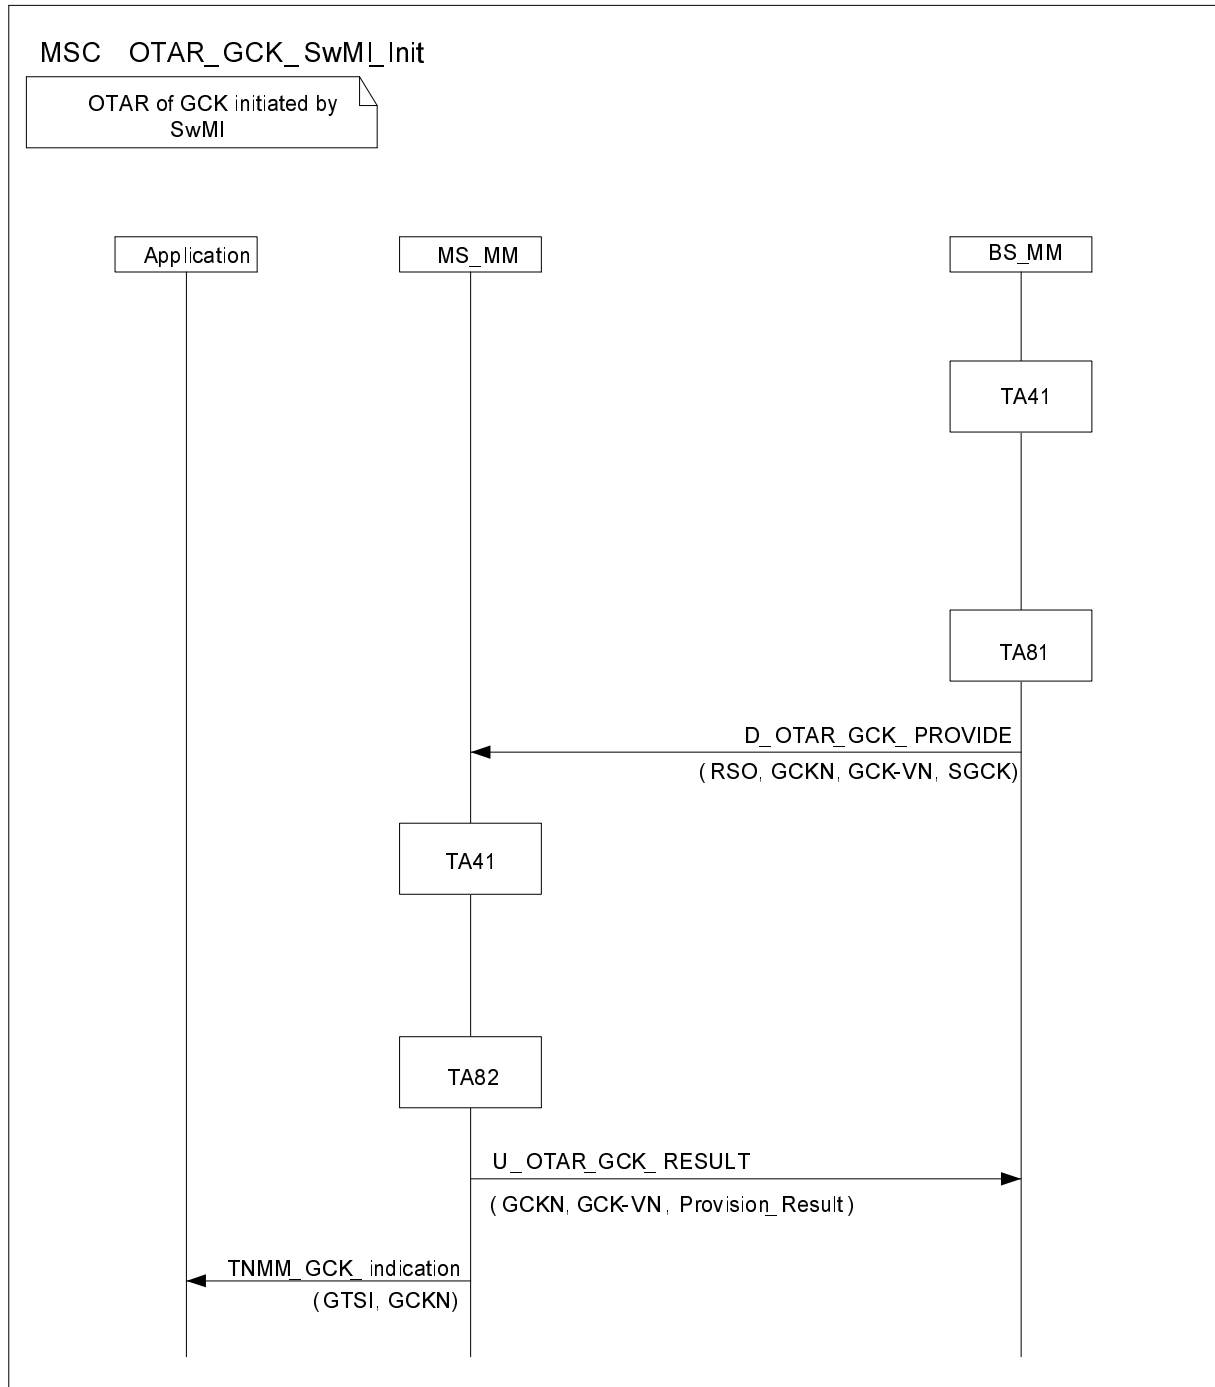 MSC OTAR_GCK_SwMI_Init
OTAR of GCK initiated by
SwMI
Application
MS_MM
BS_MM
TA41
TA81
D_OTAR_GCK_PROVIDE
(RSO, GCKN, GCK-VN, SGCK)
TA41
TA82
U_OTAR_GCK_RESULT
(GCKN, GCK-VN, Provision_Result)
TNMM_GCK_indication
(GTSI, GCKN)